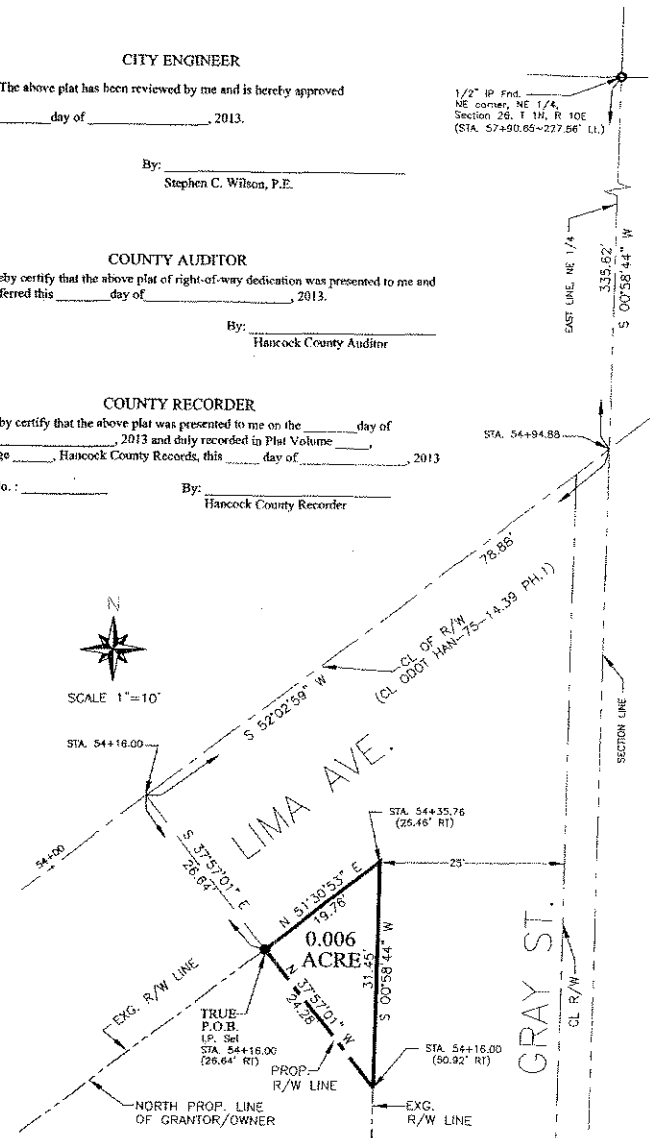 CITY ENGINEER
The above plat has been reviewed by me and is hereby approved
day of , 2013.
By:
Stephen C. Wilson, P.E.
COUNTY AUDITOR
eby certify that the above plat of right-of-way dedication was presented to me and
ferred this day of , 2013.
By:
Hancock County Auditor
COUNTY RECORDER
by certify that the above plat was presented to me on the day of
, 2013 and duly recorded in Plat Volume ,
ge , Hancock County Records, this day of , 2013
o. : By:
Hancock County Recorder
1/2" IP Fnd.
NE corner, NE 1/4,
Section 26, T 1N, R 10E
(STA. 57+90.65~227.56' Lt.)
EAST LINE, NE 1/4
335.62'
S 00°58'44" W
STA. 54+94.88
78.88'
S 52°02'59" W
CL OF R/W
(CL ODOT HAN-75-14.39 PH.1)
N
SCALE 1"=10'
STA. 54+16.00
54+00
SECTION LINE
LIMA AVE.
S 37°57'01" E
26.64'
STA. 54+35.76
(26.46' RT)
25'
N 51°30'53" E
19.76'
0.006
ACRE
31.45'
S 00°58'44" W
N 37°57'01" W
24.28
GRAY ST.
CL R/W
EXG. R/W LINE
TRUE
P.O.B.
I.P. Set
STA. 54+16.00
(26.64' RT)
PROP.
R/W LINE
STA. 54+16.00
(50.92' RT)
NORTH PROP. LINE
OF GRANTOR/OWNER
EXG.
R/W LINE